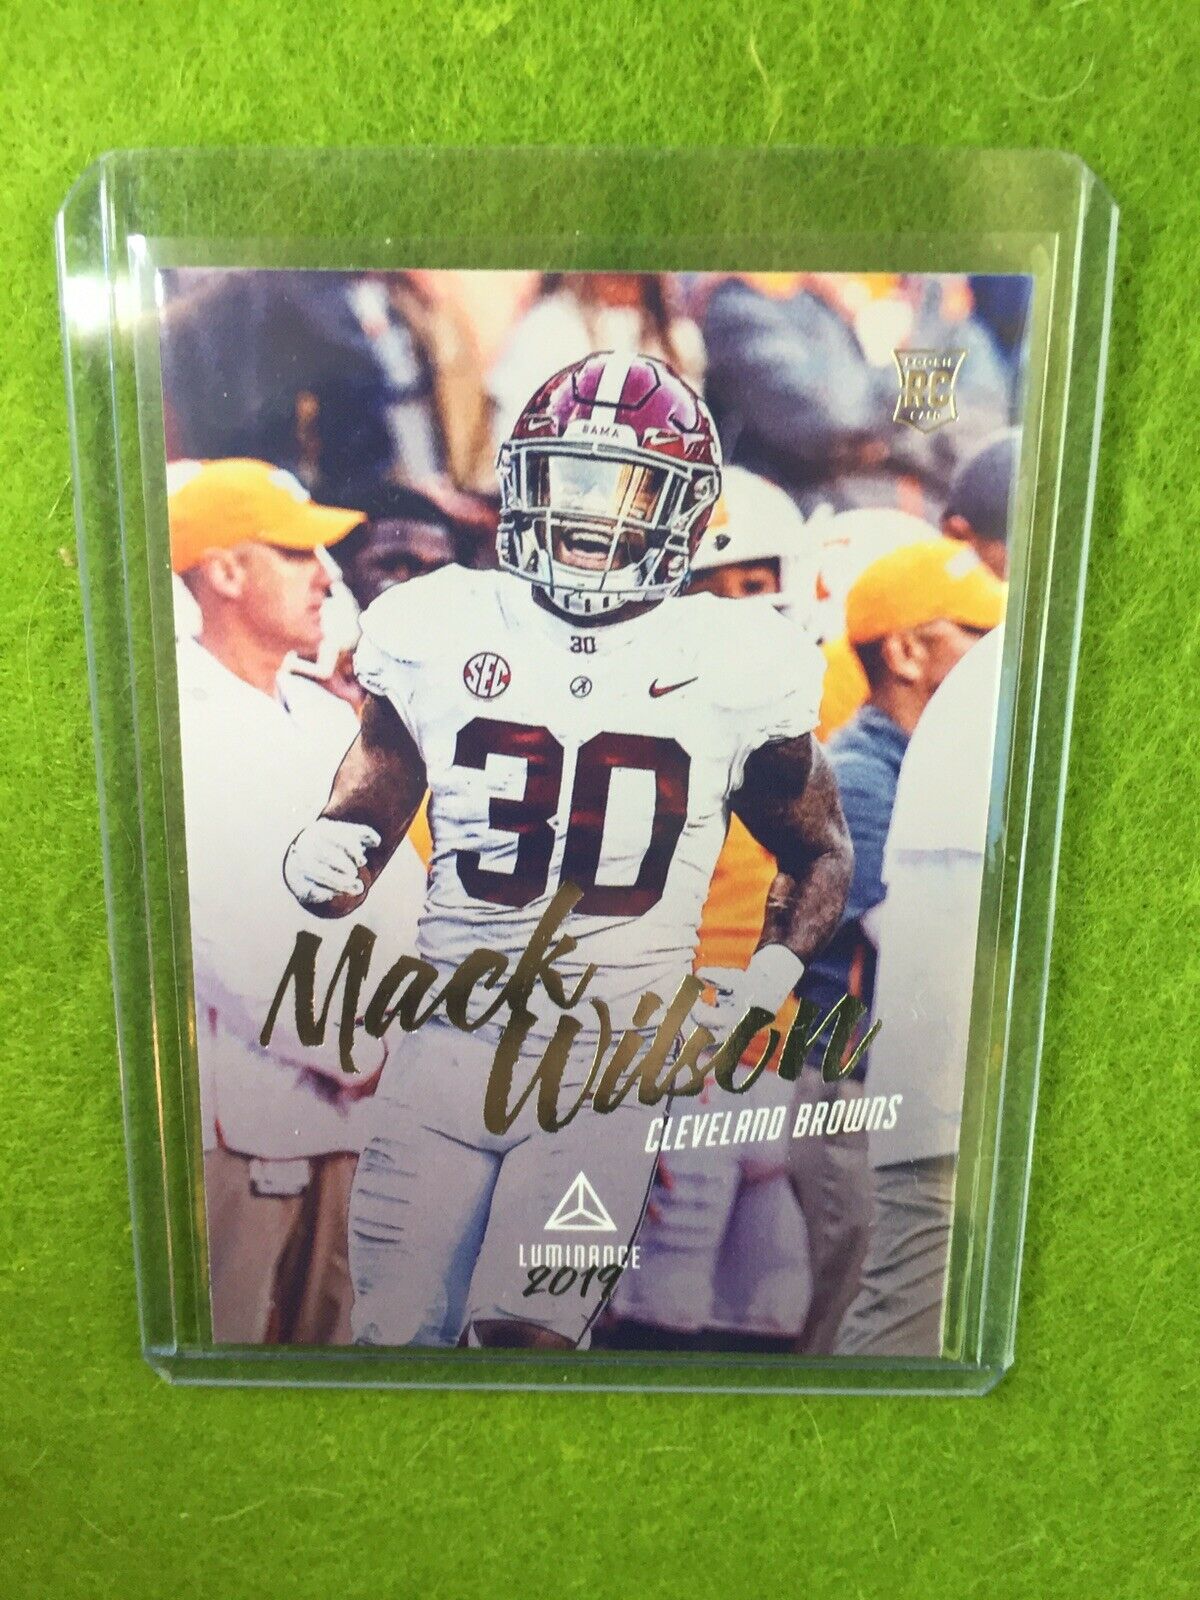 ROOKIE
RC
CARD
BAMA
30
SEC
A
30
Mack
Wilson
CLEVELAND BROWNS
LUMINANCE
2019